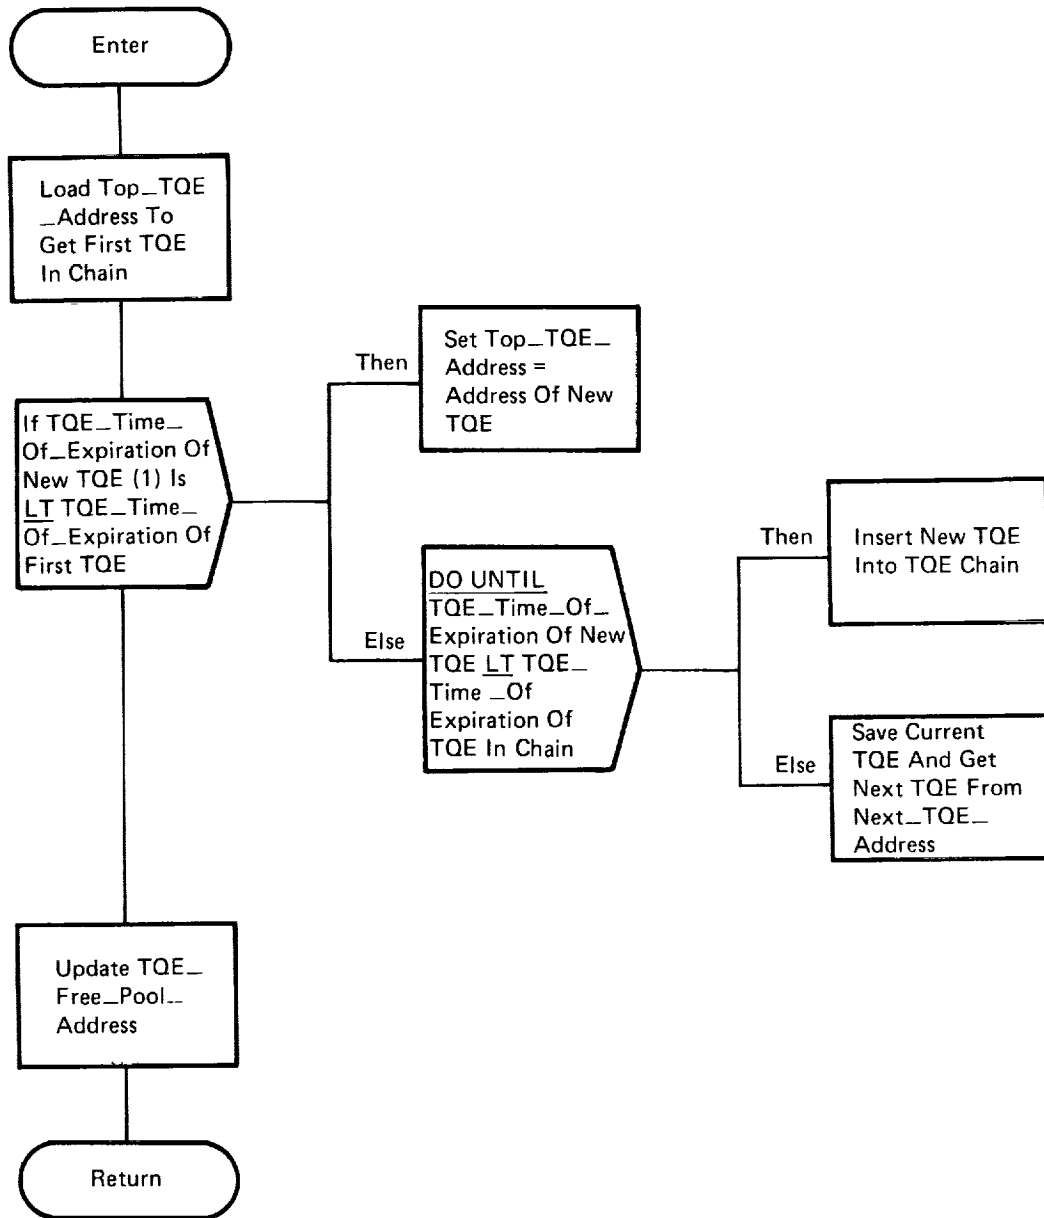 Enter
Load Top_TQE
_Address To
Get First TQE
In Chain
If TQE_Time_
Of_Expiration Of
New TQE (1) Is
LT TQE_Time_
Of_Expiration Of
First TQE
Then
Set Top_TQE_
Address =
Address Of New
TQE
Else
DO UNTIL
TQE_Time_Of_
Expiration Of New
TQE LT TQE_
Time _Of
Expiration Of
TQE In Chain
Then
Insert New TQE
Into TQE Chain
Else
Save Current
TQE And Get
Next TQE From
Next_TQE_
Address
Update TQE_
Free_Pool_
Address
Return